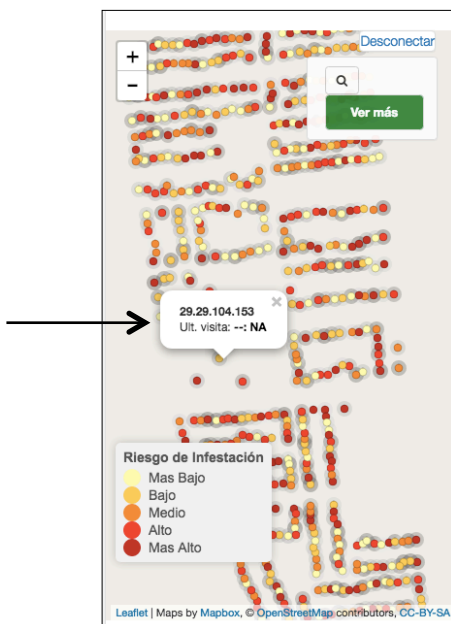 +
Desconectar
−
Ver más
29.29.104.153
×
Ult. visita: --: NA
Riesgo de Infestación
Mas Bajo
Bajo
Medio
Alto
Mas Alto
Leaflet | Maps by Mapbox, © OpenStreetMap contributors, CC-BY-SA